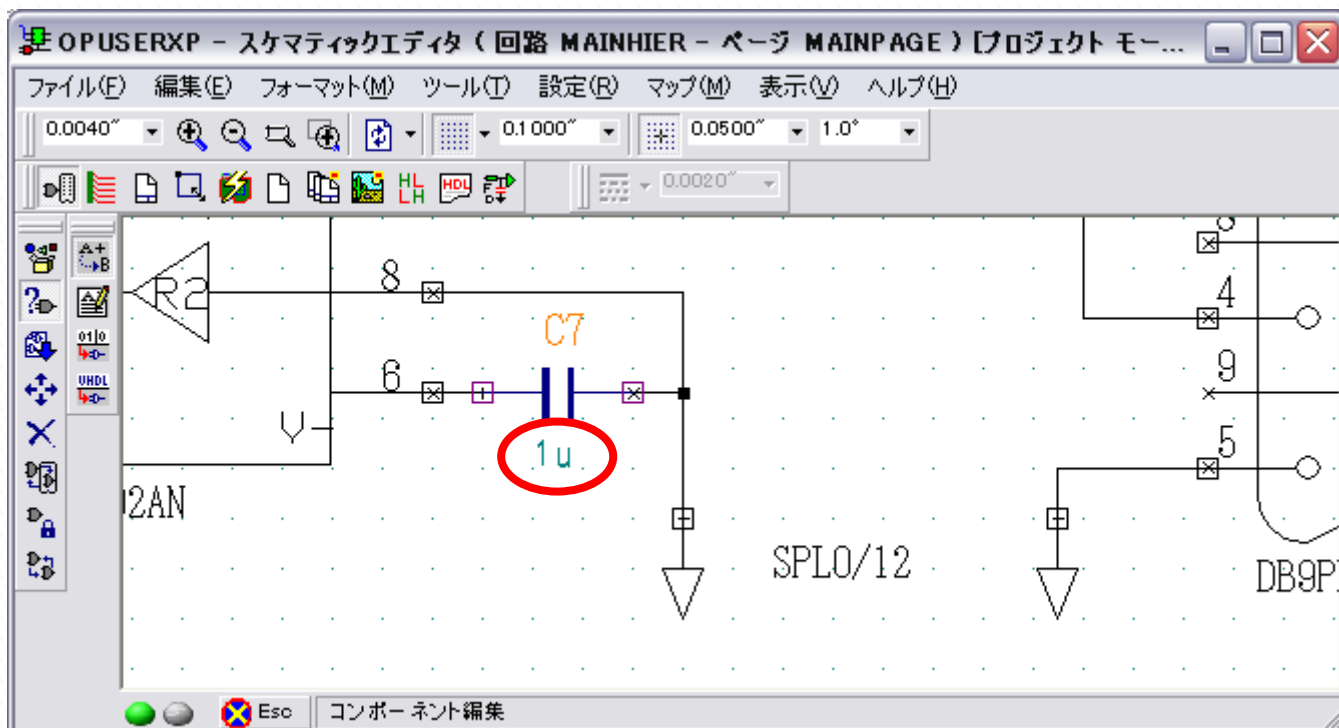 OPUSERXP - スケマティックエディタ ( 回路 MAINHIER - ページ MAINPAGE ) [プロジェクト モー...
ファイル(F) 編集(E) フォーマット(M) ツール(T) 設定(R) マップ(M) 表示(V) ヘルプ(H)
0.0040" 0.1000" 0.0500" 1.0°
HL LH HDL 0.0020"
A+ B
01|0
VHDL
R2
8
C7
4
6
9
V
1u
5
2AN
SPL0/12
DB9P
Esc コンポーネント編集